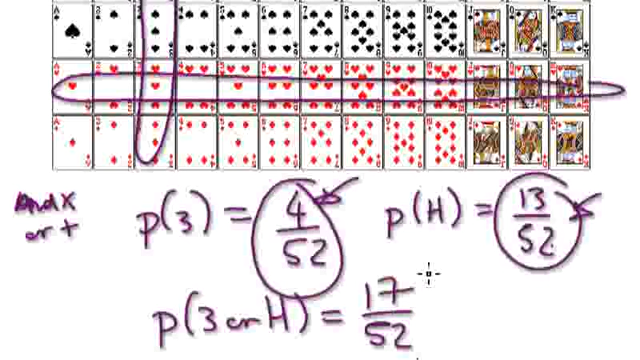 And x
or +
p(3) = 4/52
p(H) = 13/52
p(3 or H) = 17/52